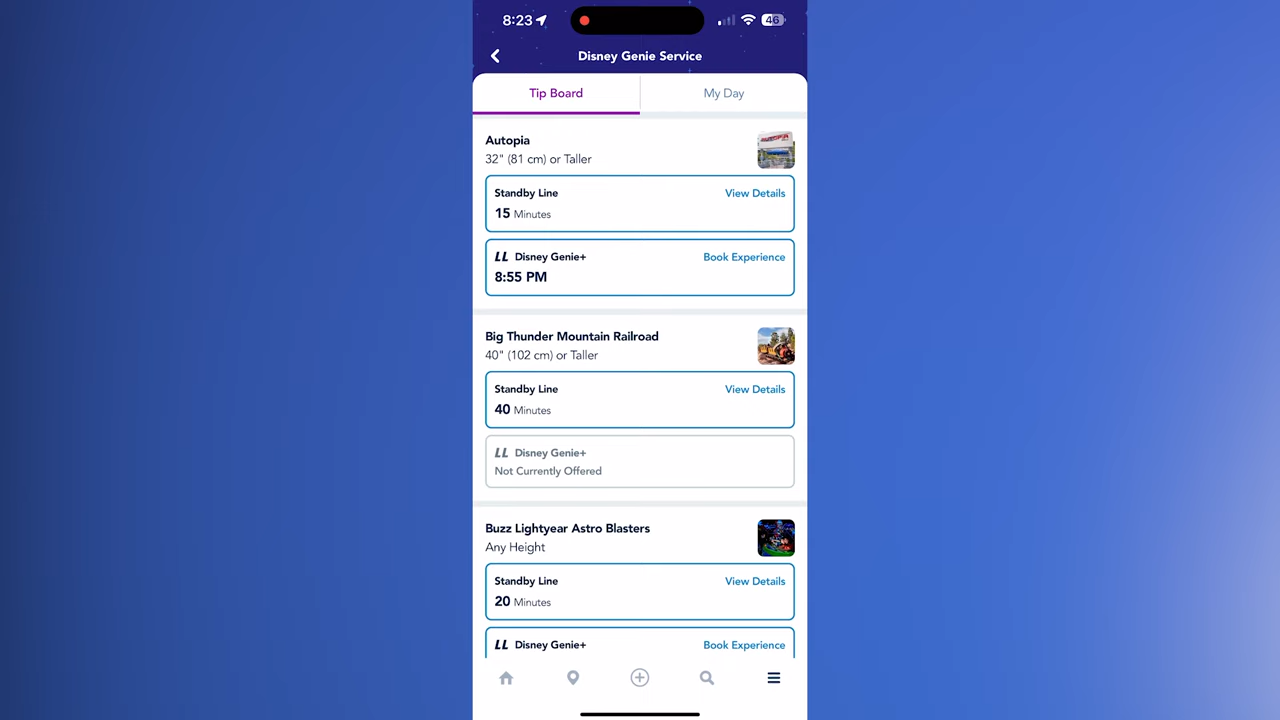 8:23
46
Disney Genie Service
Tip Board
My Day
Autopia
32" (81 cm) or Taller
Standby Line
View Details
15 Minutes
LL Disney Genie+
Book Experience
8:55 PM
Big Thunder Mountain Railroad
40" (102 cm) or Taller
Standby Line
View Details
40 Minutes
LL Disney Genie+
Not Currently Offered
Buzz Lightyear Astro Blasters
Any Height
Standby Line
View Details
20 Minutes
LL Disney Genie+
Book Experience